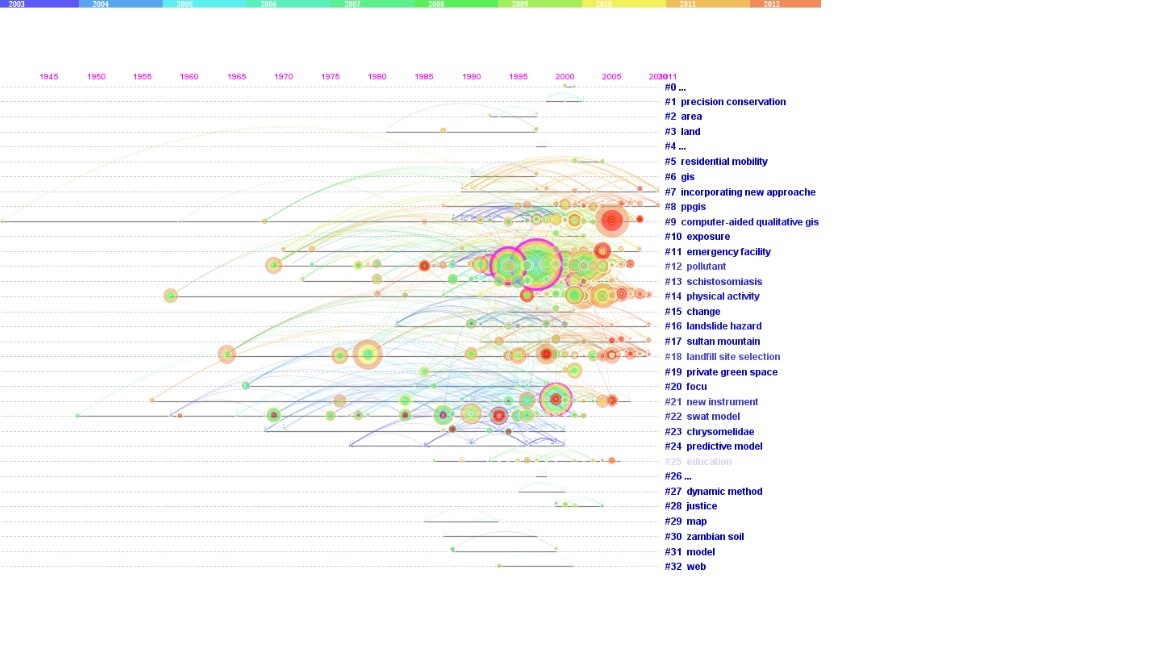 2003 2004 2005 2006 2007 2008 2009 2010 2011 2012
1945 1950 1955 1960 1965 1970 1975 1980 1985 1990 1995 2000 2005 2010 2011
#0 ...
#1 precision conservation
#2 area
#3 land
#4 ...
#5 residential mobility
#6 gis
#7 incorporating new approache
#8 ppgis
#9 computer-aided qualitative gis
#10 exposure
#11 emergency facility
#12 pollutant
#13 schistosomiasis
#14 physical activity
#15 change
#16 landslide hazard
#17 sultan mountain
#18 landfill site selection
#19 private green space
#20 focu
#21 new instrument
#22 swat model
#23 chrysomelidae
#24 predictive model
#25 education
#26 ...
#27 dynamic method
#28 justice
#29 map
#30 zambian soil
#31 model
#32 web